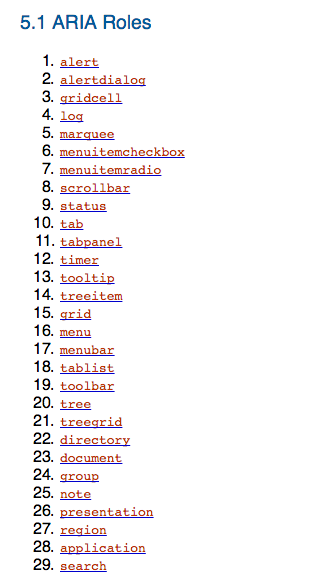 5.1 ARIA Roles
1. alert
2. alertdialog
3. gridcell
4. log
5. marquee
6. menuitemcheckbox
7. menuitemradio
8. scrollbar
9. status
10. tab
11. tabpanel
12. timer
13. tooltip
14. treeitem
15. grid
16. menu
17. menubar
18. tablist
19. toolbar
20. tree
21. treegrid
22. directory
23. document
24. group
25. note
26. presentation
27. region
28. application
29. search